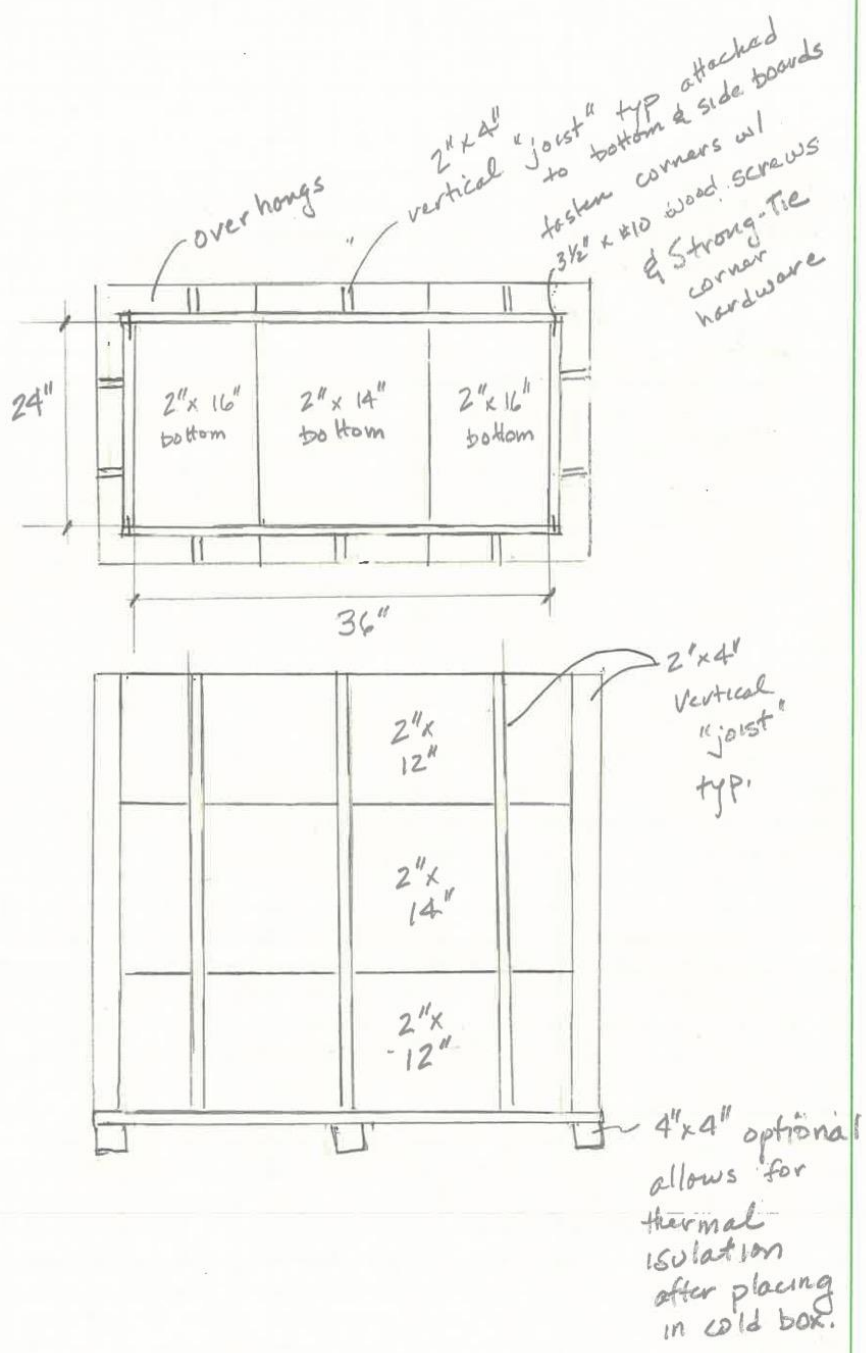 2"x4"
vertical "joist" typ attached
to bottom & side boards
fasten corners w/
3½" x #10 wood screws
& Strong-Tie
corner
hardware
overhangs
24"
2"x 16"
bottom
2"x 14"
bottom
2"x 16"
bottom
36"
2"x4"
Vertical
"joist"
typ.
2"x
12"
2"x
14"
2"x
12"
4"x4" optional
allows for
thermal
isulation
after placing
in cold box.